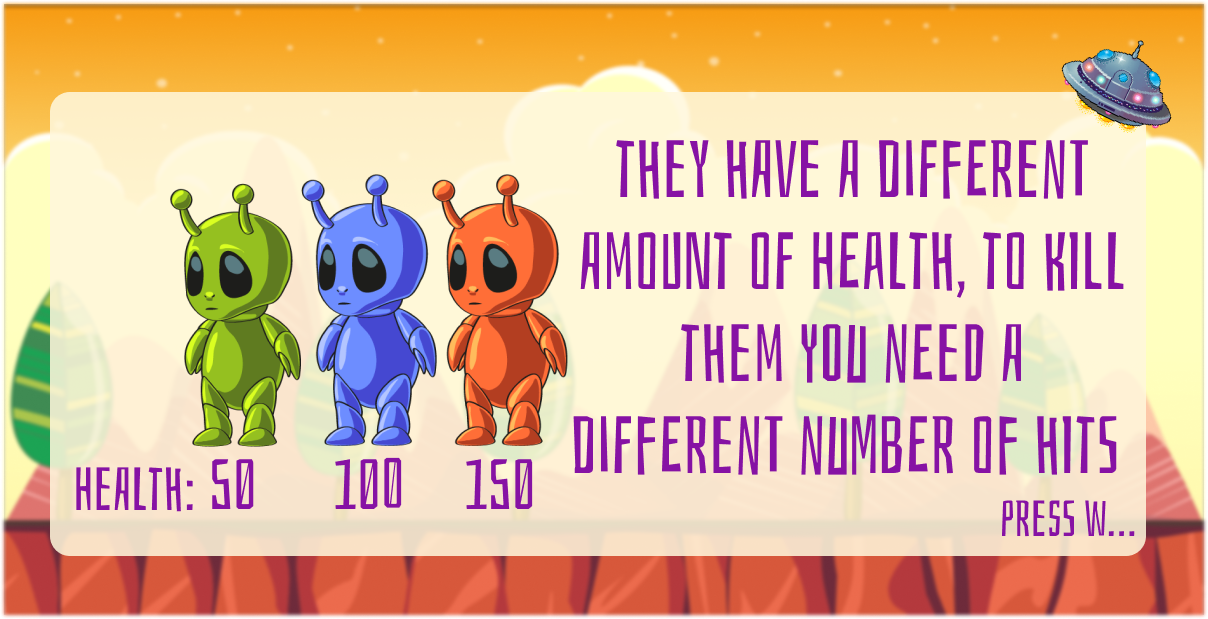 THEY HAVE A DIFFERENT
AMOUNT OF HEALTH, TO KILL
THEM YOU NEED A
DIFFERENT NUMBER OF HITS
HEALTH: 50 100 150
PRESS W...